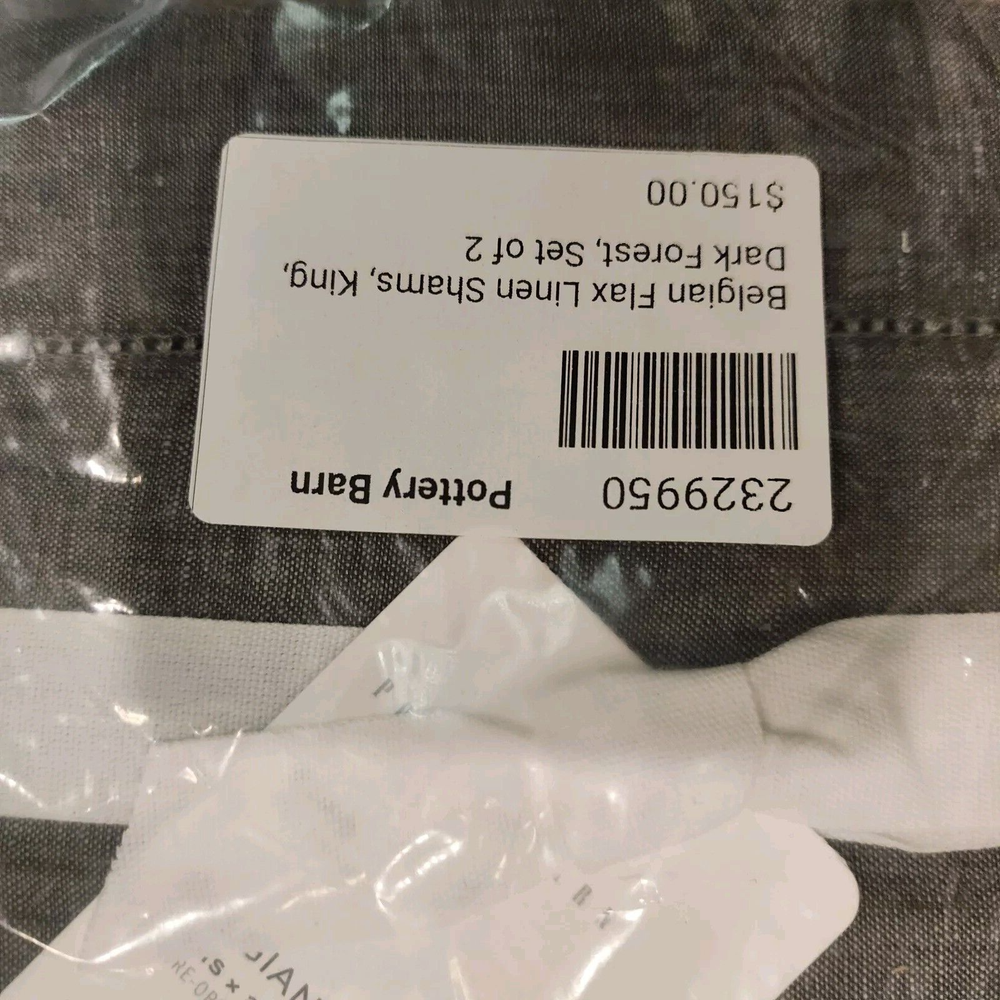 2329950 Pottery Barn
Belgian Flax Linen Shams, King,
Dark Forest, Set of 2
$150.00